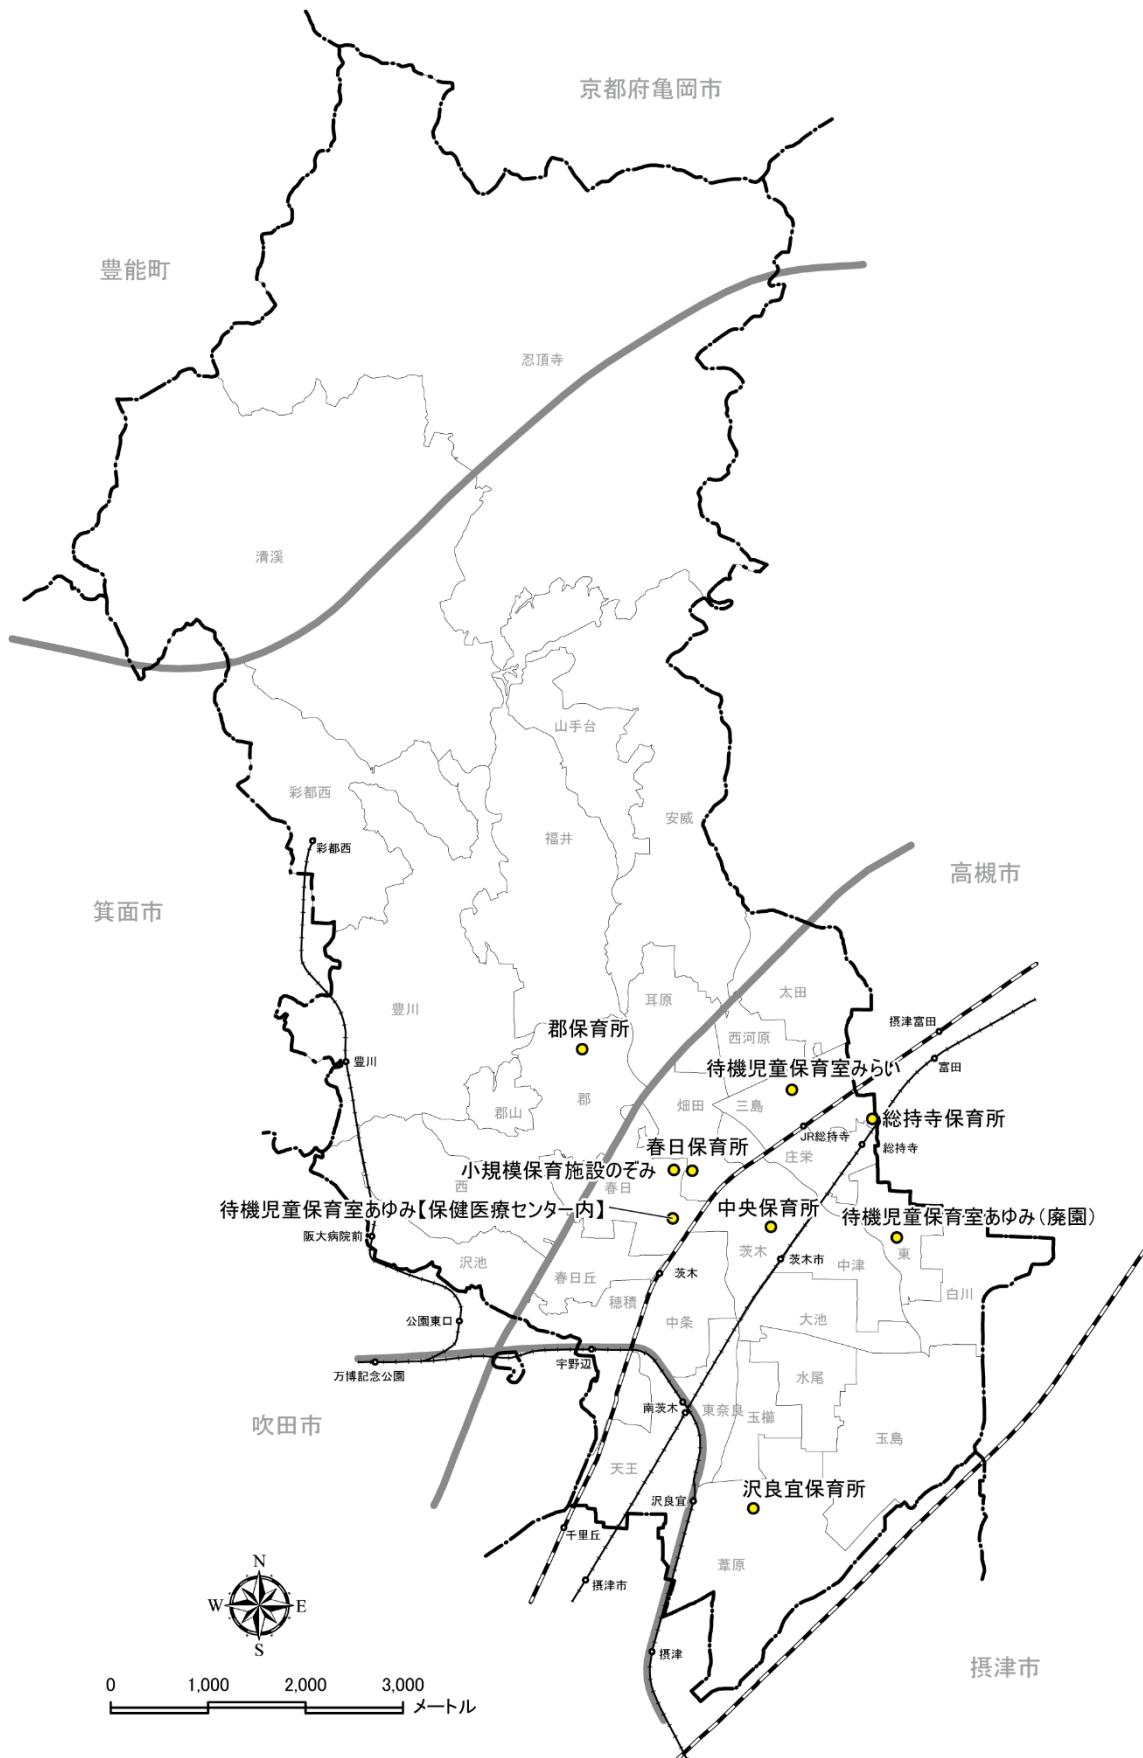 京都府亀岡市
豊能町
忍頂寺
清溪
山手台
彩都西
安威
福井
彩都西
高槻市
箕面市
太田
耳原
豊川
摂津富田
郡保育所
西河原
豊川
富田
待機児童保育室みらい
郡山
郡
畑田
三島
総持寺保育所
JR総持寺
総持寺
春日保育所
庄栄
小規模保育施設のぞみ
西
春日
待機児童保育室あゆみ【保健医療センター内】
中央保育所
待機児童保育室あゆみ（廃園）
阪大病院前
茨木
東
沢池
茨木市
中津
春日丘
茨木
白川
穂積
公園東口
中条
大池
宇野辺
万博記念公園
水尾
南茨木
東奈良
玉櫛
吹田市
玉島
天王
沢良宜保育所
沢良宜
千里丘
葦原
摂津市
N
W
E
S
摂津
摂津市
0
1,000
2,000
3,000
メートル